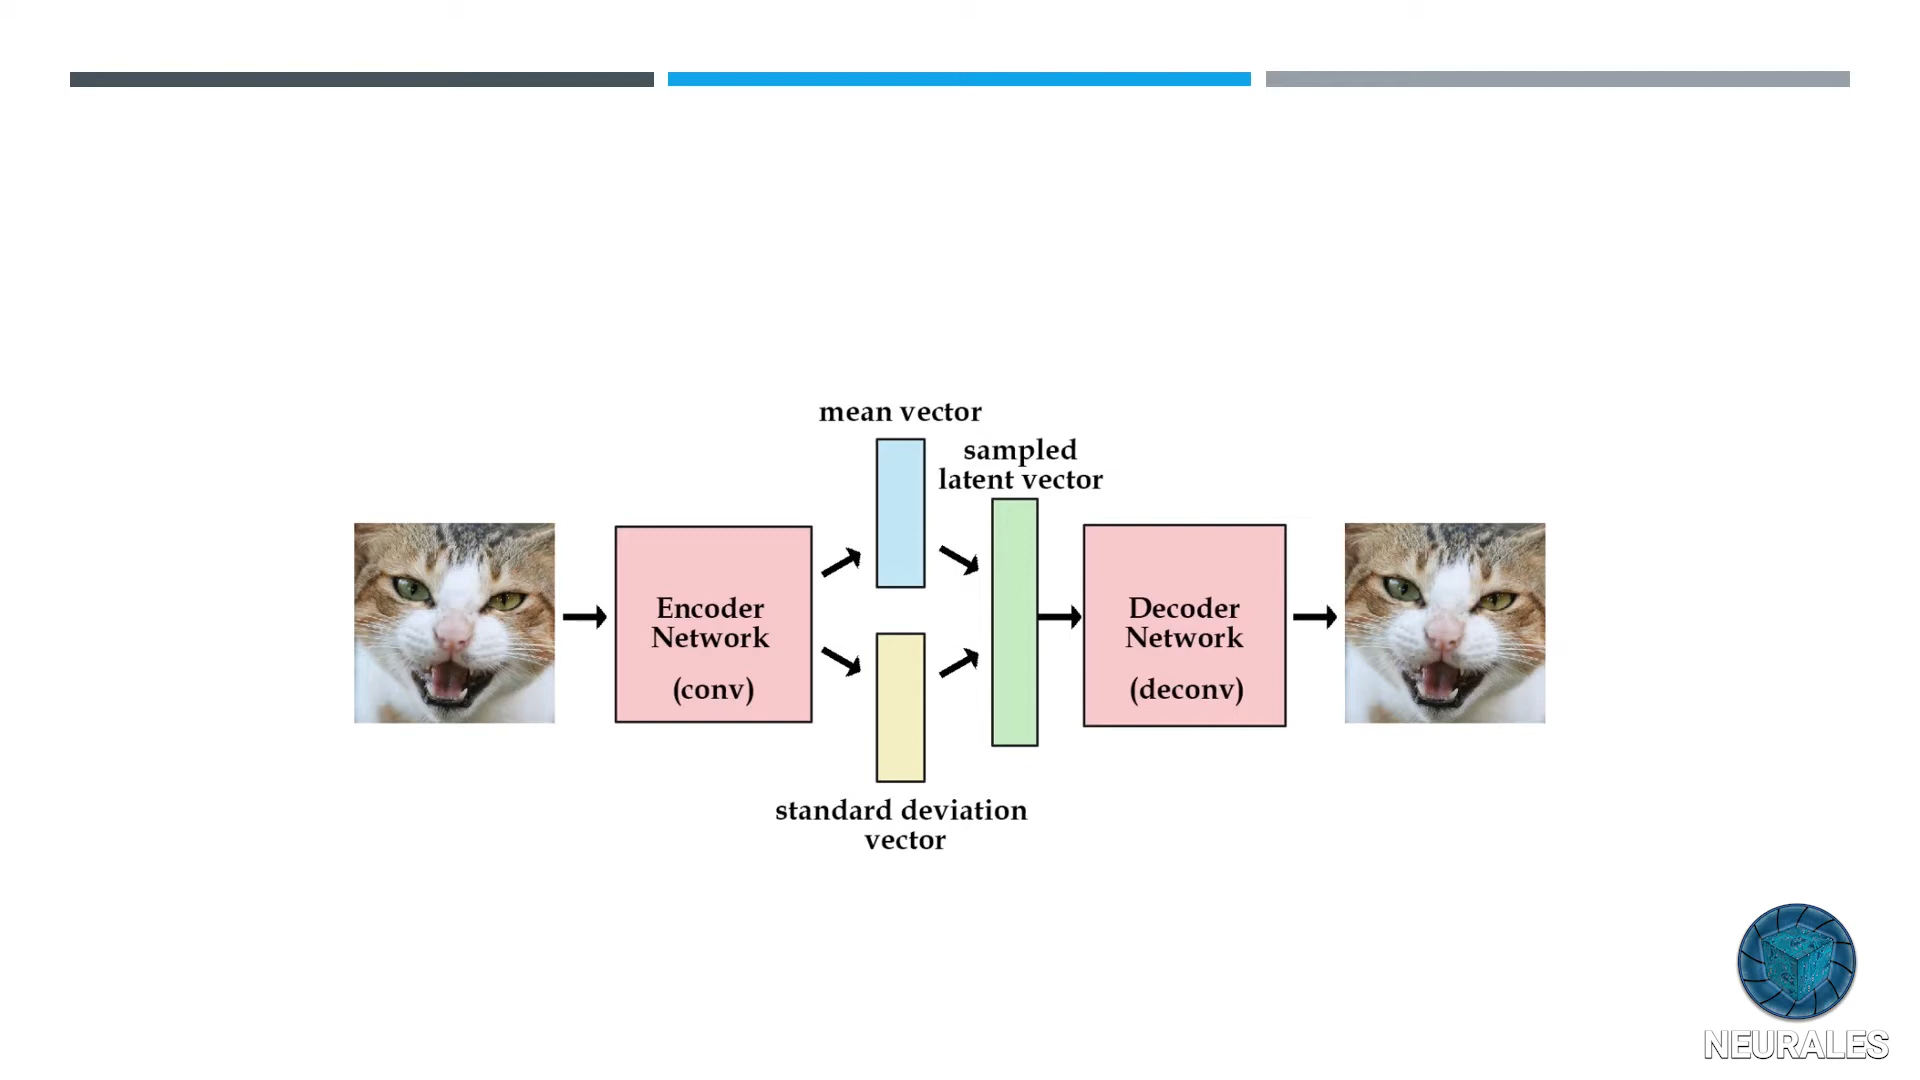 mean vector
sampled
latent vector
Encoder
Network
(conv)
Decoder
Network
(deconv)
standard deviation
vector
NEURALES